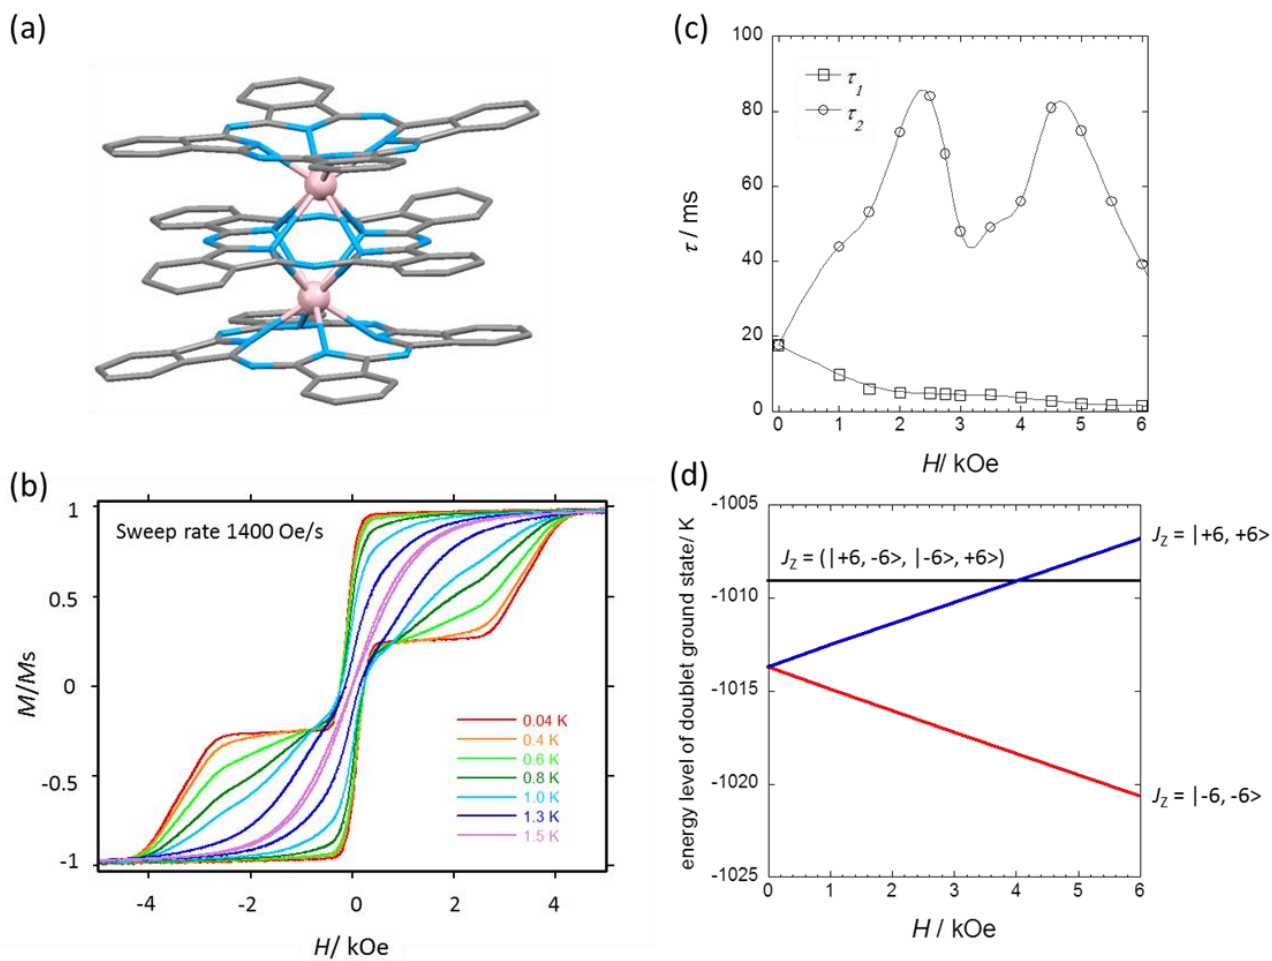 (a)
(b)
Sweep rate 1400 Oe/s
M/Ms
1
0.5
0
-0.5
-1
0.04 K
0.4 K
0.6 K
0.8 K
1.0 K
1.3 K
1.5 K
-4
-2
0
2
4
H/ kOe
(c)
τ / ms
100
80
60
40
20
0
τ1
τ2
0
1
2
3
4
5
6
H/ kOe
(d)
energy level of doublet ground state/ K
-1005
-1010
-1015
-1020
-1025
JZ = (|+6, -6>, |-6>, +6>)
JZ = |+6, +6>
JZ = |-6, -6>
0
1
2
3
4
5
6
H / kOe